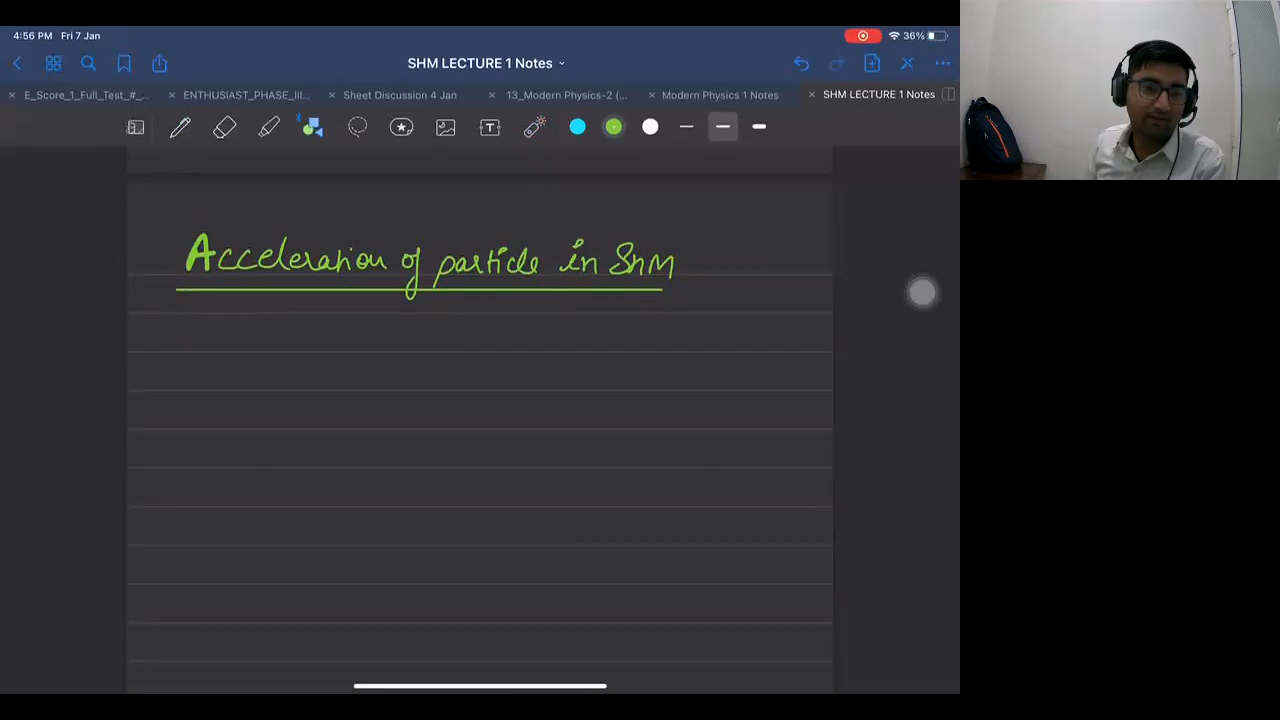 4:56 PM Fri 7 Jan
36%
SHM LECTURE 1 Notes
E_Score_1_Full_Test_#_...
ENTHUSIAST_PHASE_III...
Sheet Discussion 4 Jan
13_Modern Physics-2 (...
Modern Physics 1 Notes
SHM LECTURE 1 Notes
T
Acceleration of particle in ShM